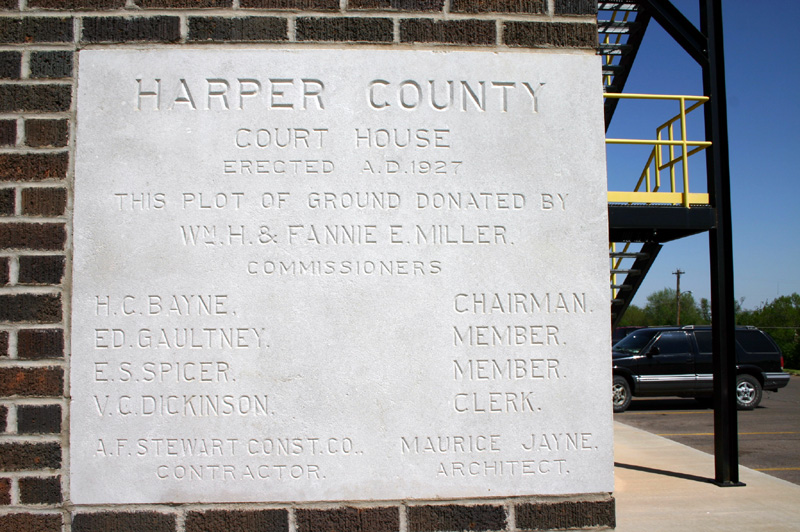 HARPER COUNTY
COURT HOUSE
ERECTED A.D.1927
THIS PLOT OF GROUND DONATED BY
WM.H.& FANNIE E.MILLER.
COMMISSIONERS
H.C.BAYNE. CHAIRMAN.
ED.GAULTNEY. MEMBER.
E.S.SPICER. MEMBER.
V.C.DICKINSON. CLERK.
A.F.STEWART CONST.CO., MAURICE JAYNE.
CONTRACTOR. ARCHITECT.